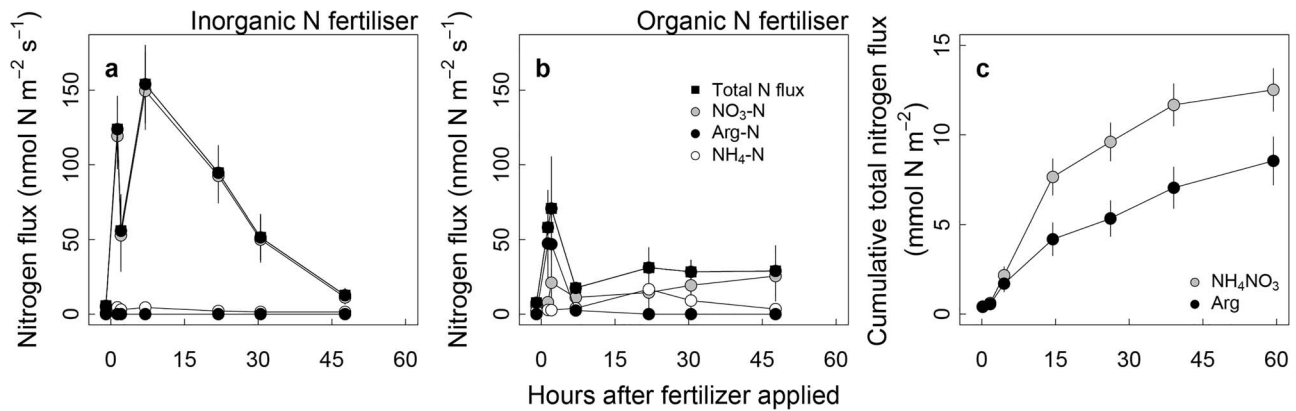 Inorganic N fertiliser
Nitrogen flux (nmol N m⁻² s⁻¹)
a
0 50 100 150
0 15 30 45 60
Organic N fertiliser
Nitrogen flux (nmol N m⁻² s⁻¹)
b
Total N flux
NO₃-N
Arg-N
NH₄-N
0 50 100 150
0 15 30 45 60
Cumulative total nitrogen flux
(mmol N m⁻²)
c
0 5 10 15
NH₄NO₃
Arg
0 15 30 45 60
Hours after fertilizer applied